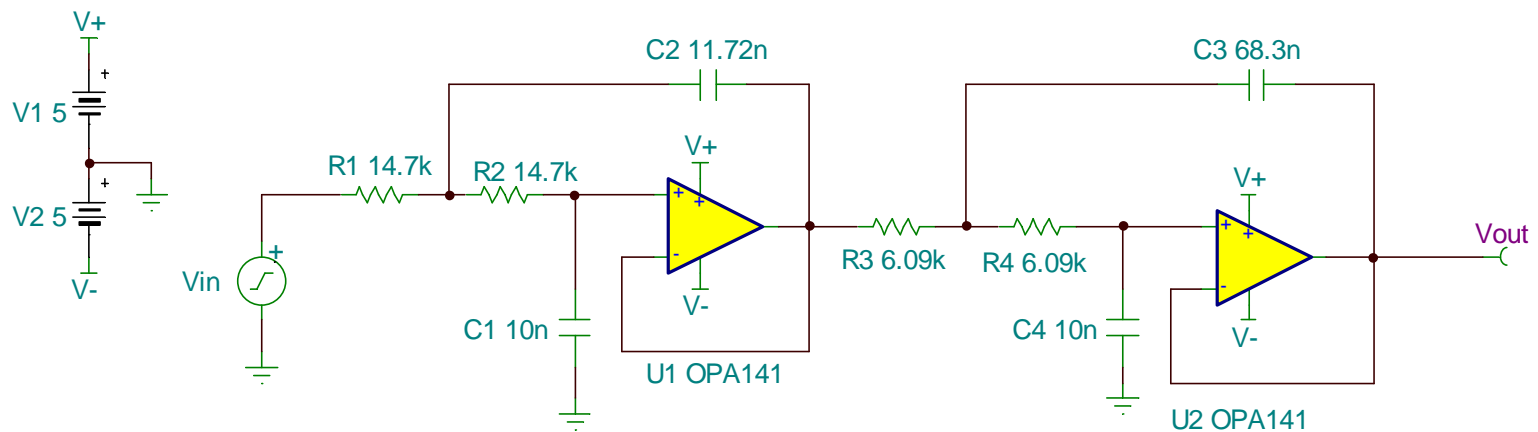 V+
V1 5
V2 5
V-
Vin
R1 14.7k
R2 14.7k
C2 11.72n
C1 10n
V+
V-
U1 OPA141
R3 6.09k
R4 6.09k
C3 68.3n
C4 10n
V+
V-
U2 OPA141
Vout